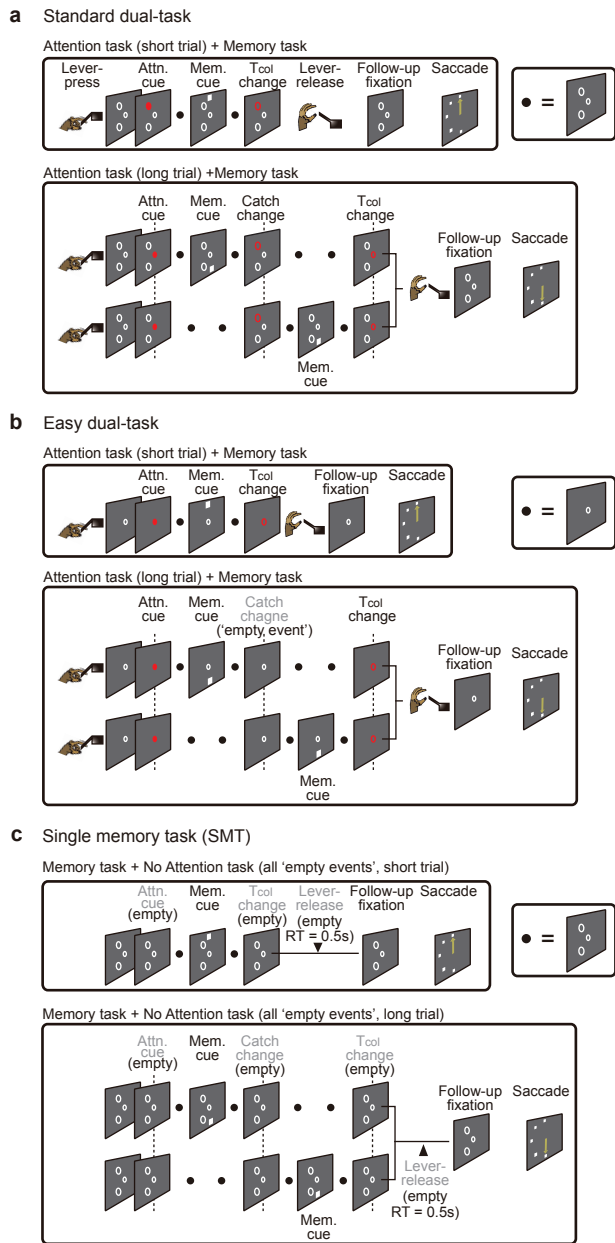 a Standard dual-task
Attention task (short trial) + Memory task
Lever-press Attn. cue Mem. cue Tcol change Lever-release Follow-up fixation Saccade
• =
Attention task (long trial) +Memory task
Attn. cue Mem. cue Catch change Tcol change
Follow-up fixation Saccade
Mem. cue
b Easy dual-task
Attention task (short trial) + Memory task
Attn. cue Mem. cue Tcol change Follow-up fixation Saccade
• =
Attention task (long trial) + Memory task
Attn. cue Mem. cue Catch chagne ('empty, event') Tcol change
Follow-up fixation Saccade
Mem. cue
c Single memory task (SMT)
Memory task + No Attention task (all 'empty events', short trial)
Attn. cue (empty) Mem. cue Tcol change (empty) Lever-release (empty RT = 0.5s) Follow-up fixation Saccade
• =
Memory task + No Attention task (all 'empty events', long trial)
Attn. cue (empty) Mem. cue Catch change (empty) Tcol change (empty)
Follow-up fixation Saccade
Lever-release (empty RT = 0.5s)
Mem. cue